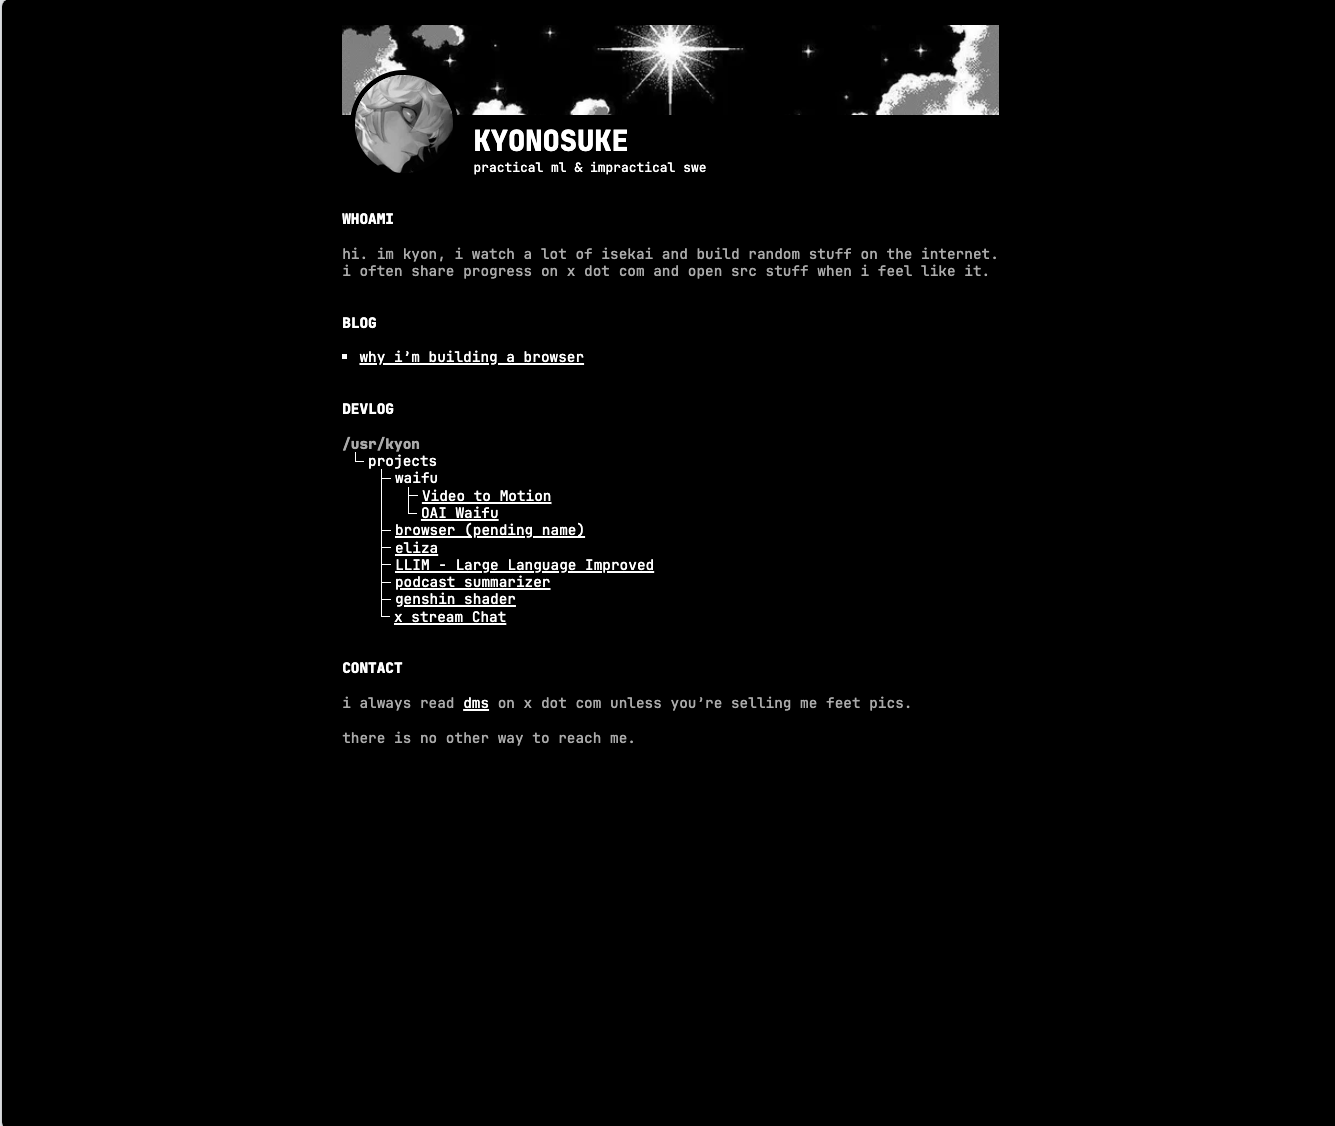 KYONOSUKE
practical ml & impractical swe
WHOAMI
hi. im kyon, i watch a lot of isekai and build random stuff on the internet.
i often share progress on x dot com and open src stuff when i feel like it.
BLOG
why i’m building a browser
DEVLOG
/usr/kyon
projects
waifu
Video to Motion
OAI Waifu
browser (pending name)
eliza
LLIM - Large Language Improved
podcast summarizer
genshin shader
x stream Chat
CONTACT
i always read dms on x dot com unless you’re selling me feet pics.
there is no other way to reach me.